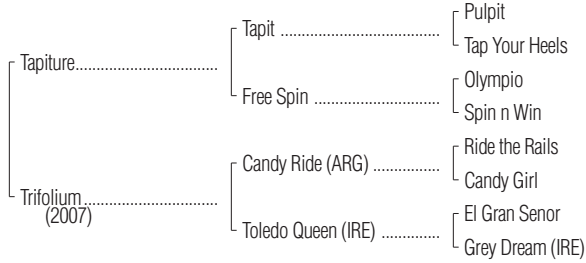 Pulpit
Tapit ................................
Tap Your Heels
Tapiture................................
Olympio
Free Spin ............................
Spin n Win
Ride the Rails
Candy Ride (ARG) ...............
Candy Girl
Trifolium..............................
(2007)
El Gran Senor
Toledo Queen (IRE) .............
Grey Dream (IRE)